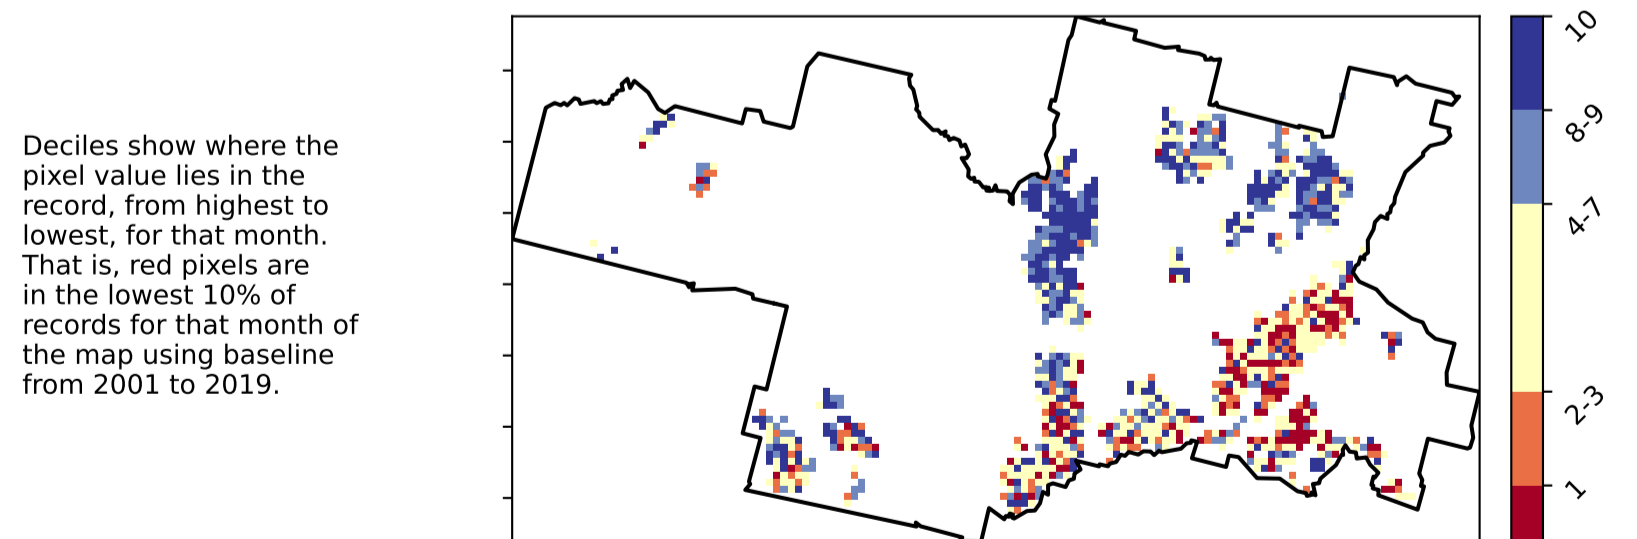 Deciles show where the
pixel value lies in the
record, from highest to
lowest, for that month.
That is, red pixels are
in the lowest 10% of
records for that month of
the map using baseline
from 2001 to 2019.
10
8-9
4-7
2-3
1